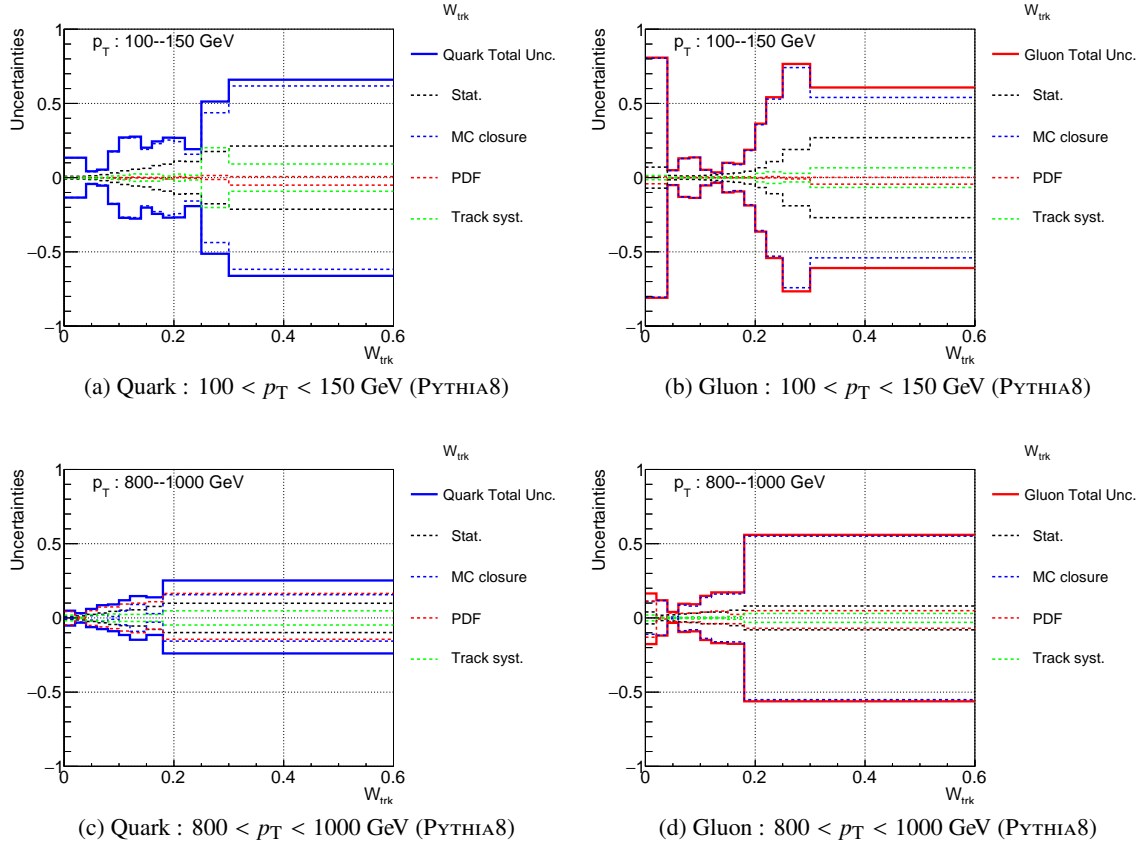 W_trk
p_T : 100--150 GeV
Uncertainties
1
0.5
0
−0.5
−1
0 0.2 0.4 0.6
W_trk
Quark Total Unc.
Stat.
MC closure
PDF
Track syst.
(a) Quark : 100 < p_T < 150 GeV (PYTHIA8)
W_trk
p_T : 100--150 GeV
Uncertainties
1
0.5
0
−0.5
−1
0 0.2 0.4 0.6
W_trk
Gluon Total Unc.
Stat.
MC closure
PDF
Track syst.
(b) Gluon : 100 < p_T < 150 GeV (PYTHIA8)
W_trk
p_T : 800--1000 GeV
Uncertainties
1
0.5
0
−0.5
−1
0 0.2 0.4 0.6
W_trk
Quark Total Unc.
Stat.
MC closure
PDF
Track syst.
(c) Quark : 800 < p_T < 1000 GeV (PYTHIA8)
W_trk
p_T : 800--1000 GeV
Uncertainties
1
0.5
0
−0.5
−1
0 0.2 0.4 0.6
W_trk
Gluon Total Unc.
Stat.
MC closure
PDF
Track syst.
(d) Gluon : 800 < p_T < 1000 GeV (PYTHIA8)